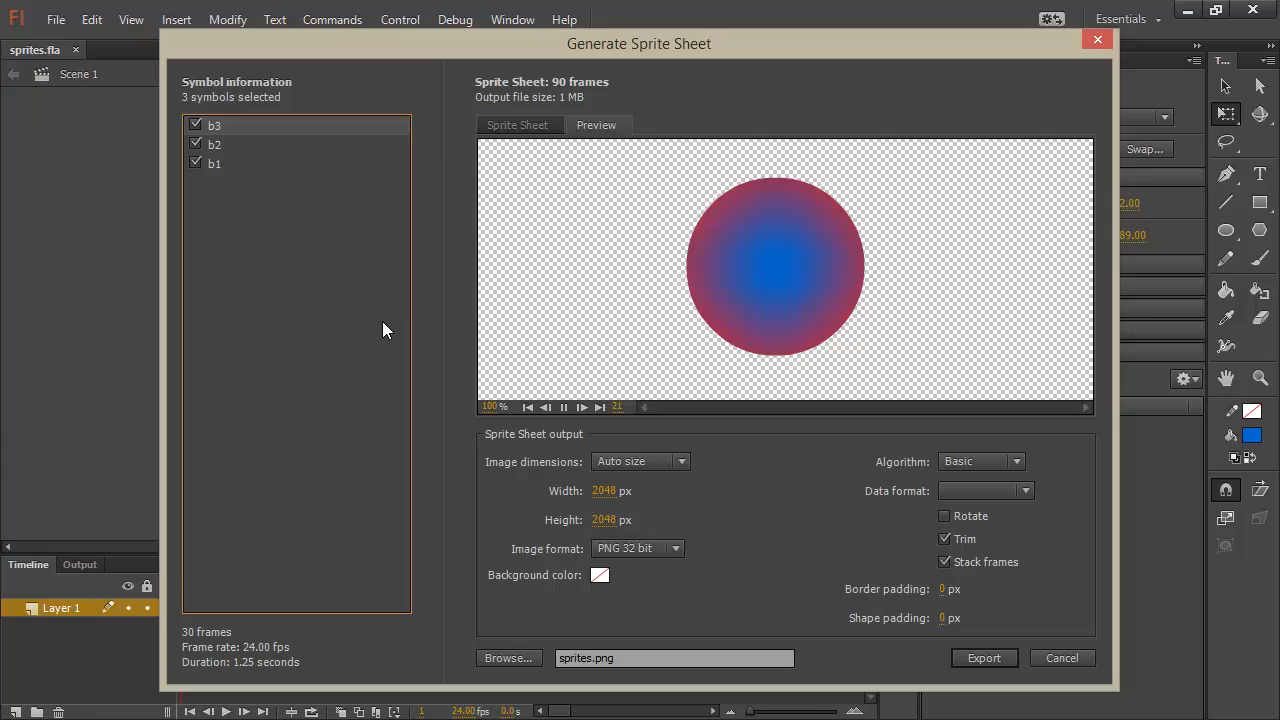 Fl File Edit View Insert Modify Text Commands Control Debug Window Help Essentials
sprites.fla ×
Scene 1
Generate Sprite Sheet
Symbol information
3 symbols selected
b3
b2
b1
30 frames
Frame rate: 24.00 fps
Duration: 1.25 seconds
Sprite Sheet: 90 frames
Output file size: 1 MB
Sprite Sheet Preview
100 % 21
Sprite Sheet output
Image dimensions: Auto size
Width: 2048 px
Height: 2048 px
Image format: PNG 32 bit
Background color:
Algorithm: Basic
Data format:
Rotate
Trim
Stack frames
Border padding: 0 px
Shape padding: 0 px
Browse... sprites.png Export Cancel
T...
Swap...
2.00
89.00
Timeline Output
Layer 1
1 24.00 fps 0.0 s